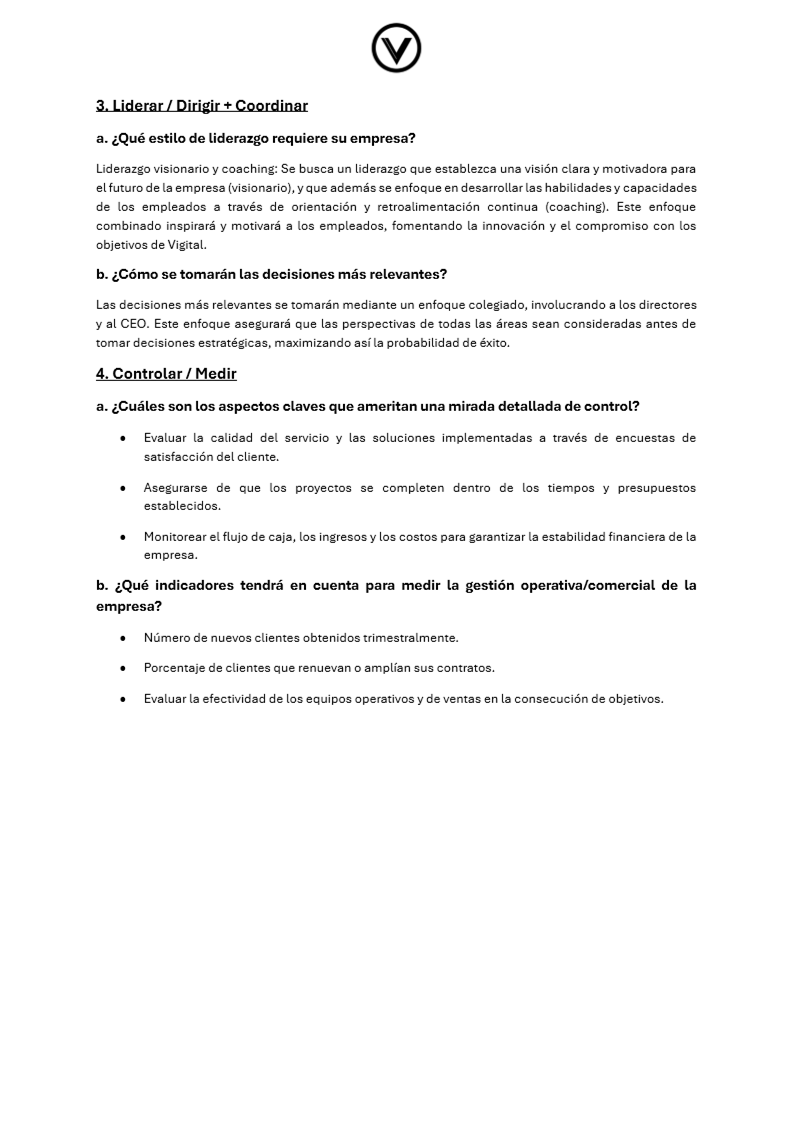 V
3. Liderar / Dirigir + Coordinar
a. ¿Qué estilo de liderazgo requiere su empresa?
Liderazgo visionario y coaching: Se busca un liderazgo que establezca una visión clara y motivadora para
el futuro de la empresa (visionario), y que además se enfoque en desarrollar las habilidades y capacidades
de los empleados a través de orientación y retroalimentación continua (coaching). Este enfoque
combinado inspirará y motivará a los empleados, fomentando la innovación y el compromiso con los
objetivos de Vigital.
b. ¿Cómo se tomarán las decisiones más relevantes?
Las decisiones más relevantes se tomarán mediante un enfoque colegiado, involucrando a los directores
y al CEO. Este enfoque asegurará que las perspectivas de todas las áreas sean consideradas antes de
tomar decisiones estratégicas, maximizando así la probabilidad de éxito.
4. Controlar / Medir
a. ¿Cuáles son los aspectos claves que ameritan una mirada detallada de control?
• Evaluar la calidad del servicio y las soluciones implementadas a través de encuestas de
satisfacción del cliente.
• Asegurarse de que los proyectos se completen dentro de los tiempos y presupuestos
establecidos.
• Monitorear el flujo de caja, los ingresos y los costos para garantizar la estabilidad financiera de la
empresa.
b. ¿Qué indicadores tendrá en cuenta para medir la gestión operativa/comercial de la
empresa?
• Número de nuevos clientes obtenidos trimestralmente.
• Porcentaje de clientes que renuevan o amplían sus contratos.
• Evaluar la efectividad de los equipos operativos y de ventas en la consecución de objetivos.